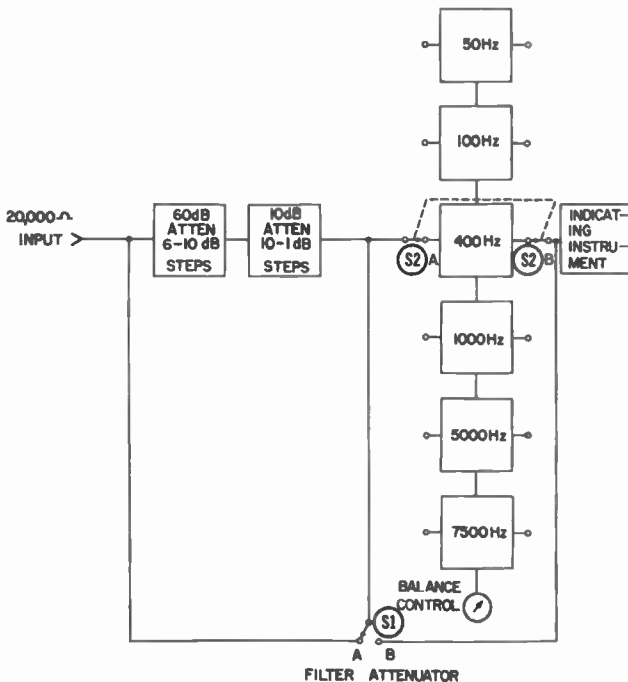 50Hz
100Hz
20,000 Ω
INPUT
60dB
ATTEN
6-10 dB
STEPS
10dB
ATTEN
10-1dB
STEPS
S2
A
400Hz
S2
B
INDICAT-
ING
INSTRU-
MENT
1000Hz
5000Hz
7500Hz
BALANCE
CONTROL
S1
A
B
FILTER ATTENUATOR